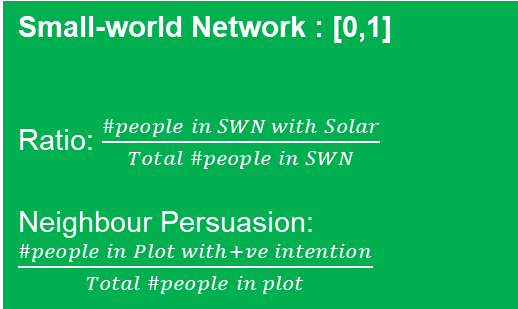 Small-world Network : [0,1]
Ratio: #people in SWN with Solar
Total #people in SWN
Neighbour Persuasion:
#people in Plot with+ve intention
Total #people in plot